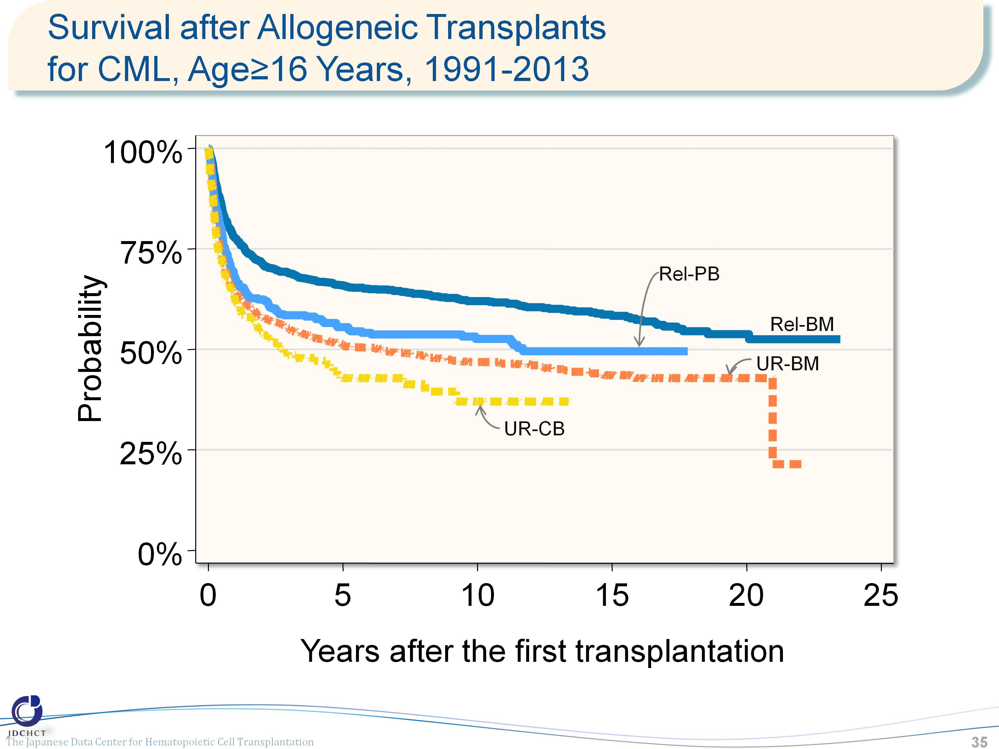 Survival after Allogeneic Transplants
for CML, Age≥16 Years, 1991-2013
100%
75%
50%
25%
0%
Probability
Rel-PB
Rel-BM
UR-BM
UR-CB
0 5 10 15 20 25
Years after the first transplantation
JDCHCT
The Japanese Data Center for Hematopoietic Cell Transplantation
35